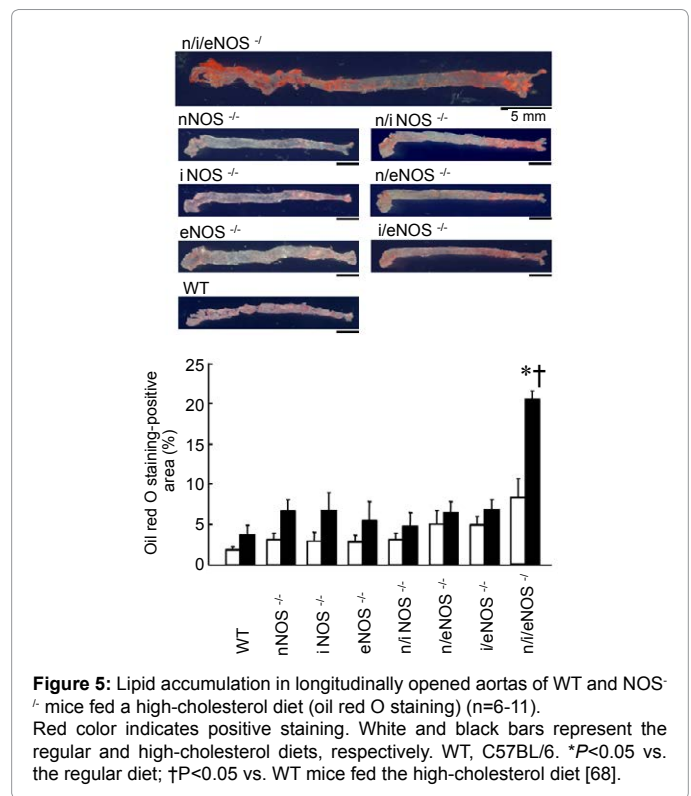 n/i/eNOS -/
5 mm
nNOS -/-
n/i NOS -/-
i NOS -/-
n/eNOS -/-
eNOS -/-
i/eNOS -/-
WT
25
*†
20
15
10
5
0
Oil red O staining-positive
area (%)
WT
nNOS -/-
i NOS -/-
eNOS -/-
n/i NOS -/-
n/eNOS -/-
i/eNOS -/-
n/i/eNOS -/
Figure 5: Lipid accumulation in longitudinally opened aortas of WT and NOS-
/- mice fed a high-cholesterol diet (oil red O staining) (n=6-11).
Red color indicates positive staining. White and black bars represent the
regular and high-cholesterol diets, respectively. WT, C57BL/6. *P<0.05 vs.
the regular diet; †P<0.05 vs. WT mice fed the high-cholesterol diet [68].